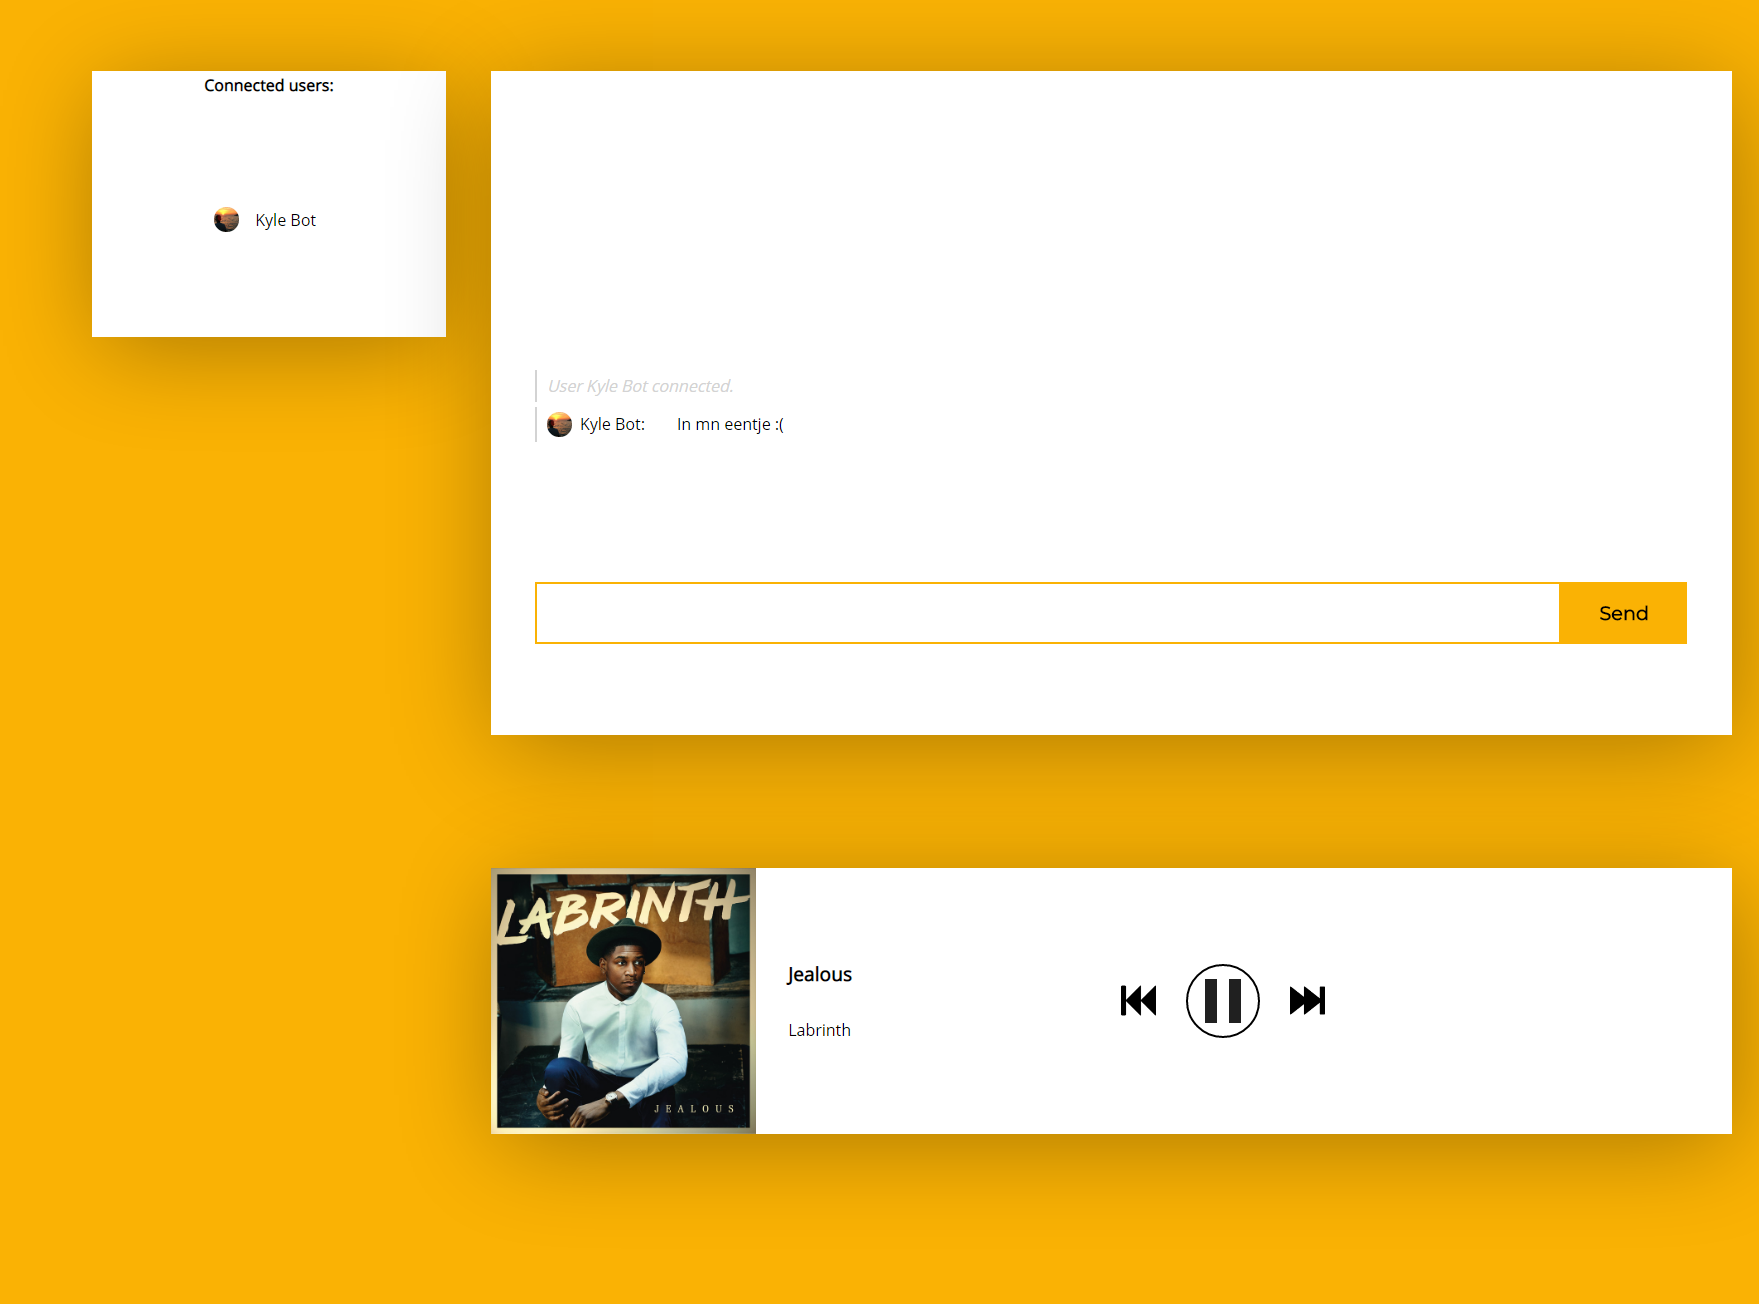 Connected users:
Kyle Bot
User Kyle Bot connected.
Kyle Bot: In mn eentje :(
Send
LABRINTH
JEALOUS
Jealous
Labrinth